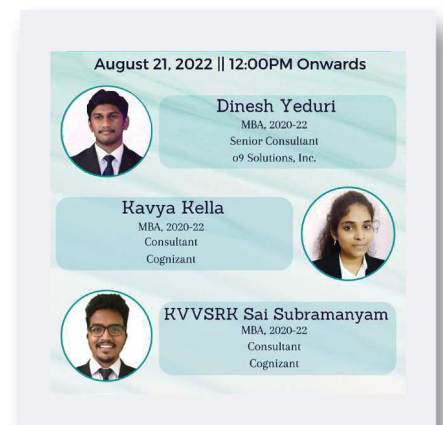 August 21, 2022 || 12:00PM Onwards
Dinesh Yeduri
MBA, 2020-22
Senior Consultant
o9 Solutions, Inc.
Kavya Kella
MBA, 2020-22
Consultant
Cognizant
KVVSRK Sai Subramanyam
MBA, 2020-22
Consultant
Cognizant